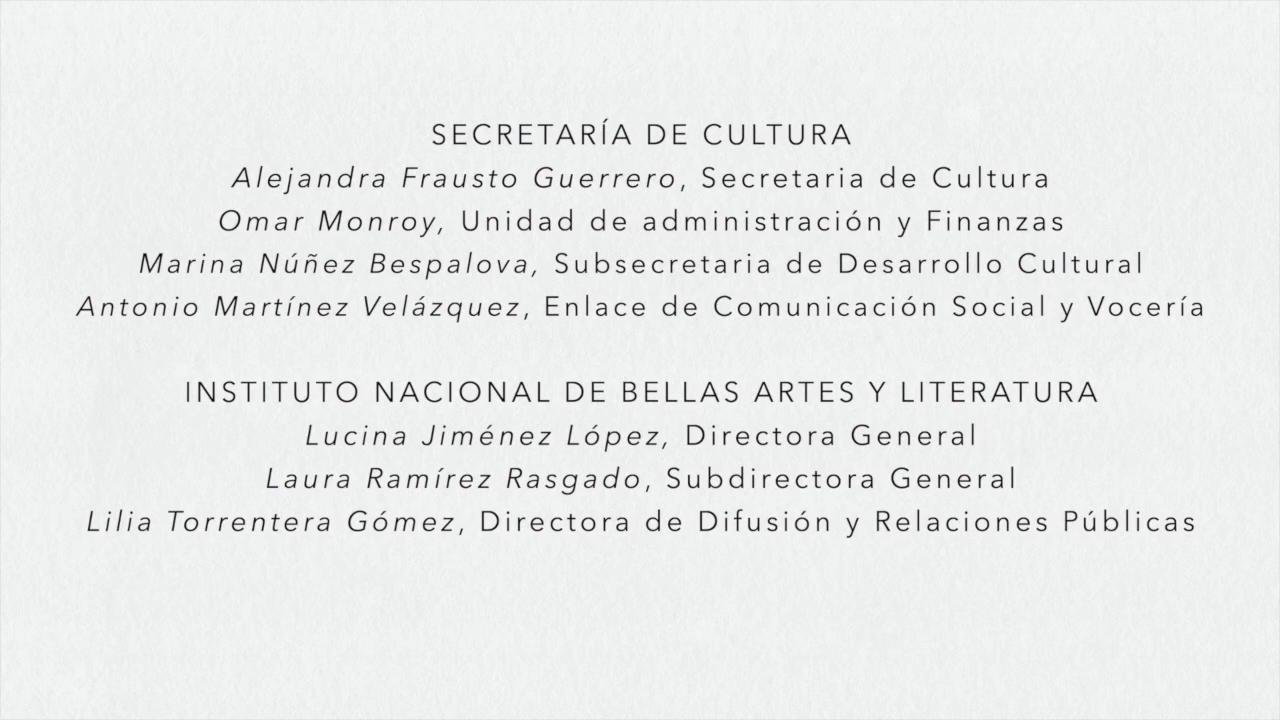 SECRETARÍA DE CULTURA
Alejandra Frausto Guerrero, Secretaria de Cultura
Omar Monroy, Unidad de administración y Finanzas
Marina Núñez Bespalova, Subsecretaria de Desarrollo Cultural
Antonio Martínez Velázquez, Enlace de Comunicación Social y Vocería
INSTITUTO NACIONAL DE BELLAS ARTES Y LITERATURA
Lucina Jiménez López, Directora General
Laura Ramírez Rasgado, Subdirectora General
Lilia Torrentera Gómez, Directora de Difusión y Relaciones Públicas